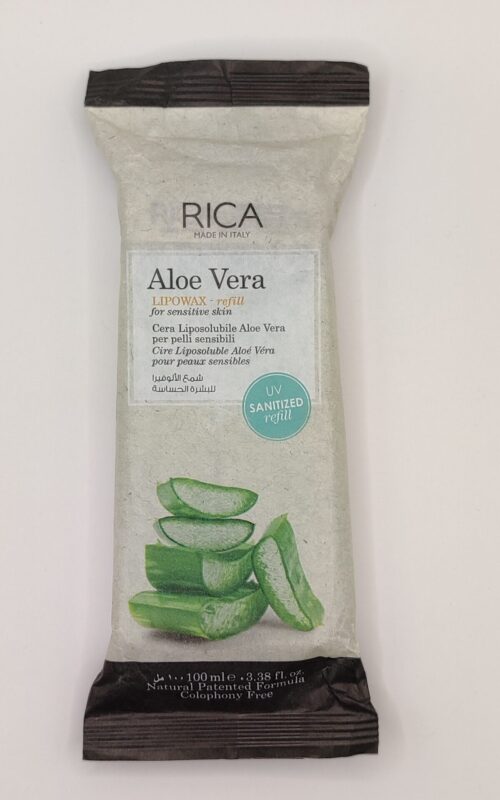 RICA
MADE IN ITALY
Aloe Vera
LIPOWAX - refill
for sensitive skin
Cera Liposolubile Aloe Vera
per pelli sensibili
Cire Liposoluble Aloé Véra
pour peaux sensibles
شمع الألوفيرا
للبشرة الحساسة
UV
SANITIZED
refill
١٠٠ مل 100 ml e • 3.38 fl. oz.
Natural Patented Formula
Colophony Free